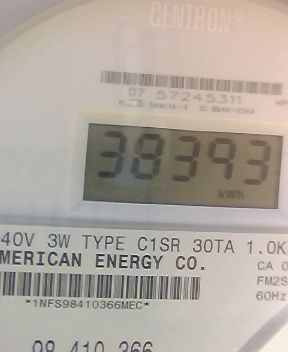 CENTRON
07 57245311
38393
kWh
40V 3W TYPE C1SR 30TA 1.0K
MERICAN ENERGY CO.
CA 0
FM2S
60Hz
*1NFS98410366MEC*
98 410 366